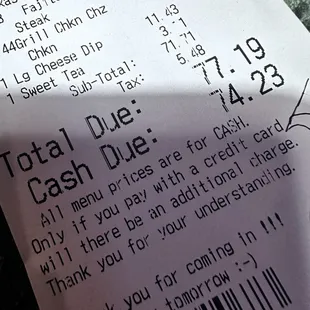 Fajit
Steak
44Grill Chkn Chz 11.43
Chkn
1 Lg Cheese Dip
1 Sweet Tea
Sub-Total: 71.71
Tax: 5.48
Total Due: 77.19
Cash Due: 74.23
All menu prices are for CASH.
Only if you pay with a credit card
will there be an additional charge.
Thank you for your understanding.
you for coming in !!!
tomorrow :-)